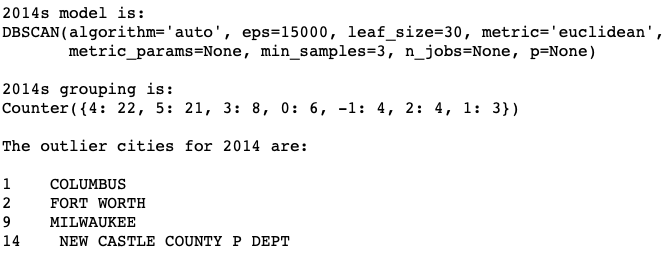 2014s model is:
DBSCAN(algorithm='auto', eps=15000, leaf_size=30, metric='euclidean',
       metric_params=None, min_samples=3, n_jobs=None, p=None)
2014s grouping is:
Counter({4: 22, 5: 21, 3: 8, 0: 6, -1: 4, 2: 4, 1: 3})
The outlier cities for 2014 are:
1    COLUMBUS
2    FORT WORTH
9    MILWAUKEE
14    NEW CASTLE COUNTY P DEPT